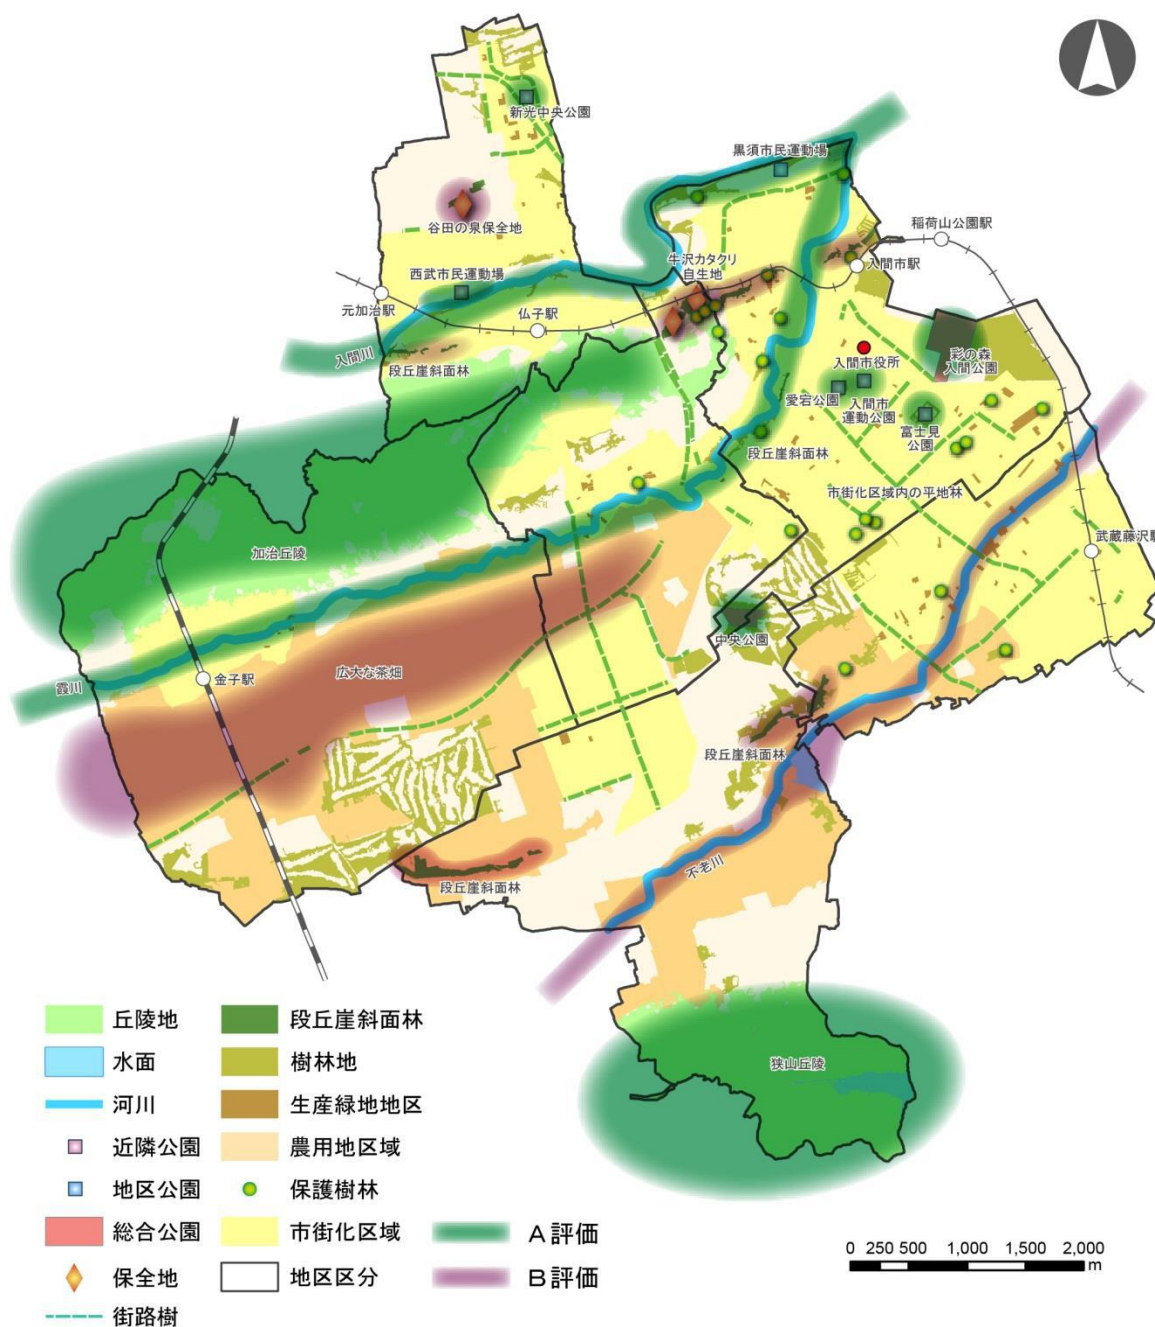 新光中央公園
黒須市民運動場
谷田の泉保全地
稲荷山公園駅
牛沢カタクリ
自生地
入間市駅
西武市民運動場
元加治駅
仏子駅
入間川
段丘崖斜面林
入間市役所
彩の森
入間公園
愛宕公園
入間市
運動公園
富士見
公園
段丘崖斜面林
市街化区域内の平地林
武蔵藤沢駅
加治丘陵
中央公園
金子駅
広大な茶畑
霞川
段丘崖斜面林
不老川
段丘崖斜面林
狭山丘陵
丘陵地
段丘崖斜面林
水面
樹林地
河川
生産緑地地区
近隣公園
農用地区域
地区公園
保護樹林
総合公園
市街化区域
A評価
保全地
地区区分
B評価
街路樹
0 250 500 1,000 1,500 2,000
m